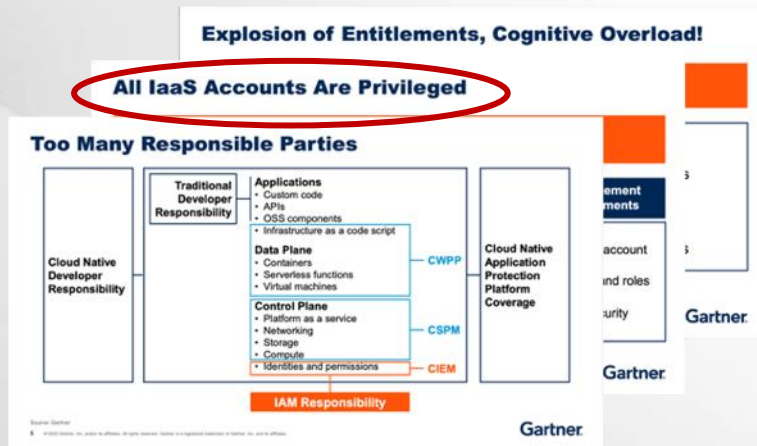 Explosion of Entitlements, Cognitive Overload!
All IaaS Accounts Are Privileged
Too Many Responsible Parties
Cloud Native
Developer
Responsibility
Traditional
Developer
Responsibility
Applications
• Custom code
• APIs
• OSS components
• Infrastructure as a code script
Data Plane
• Containers
• Serverless functions
• Virtual machines
CWPP
Control Plane
• Platform as a service
• Networking
• Storage
• Compute
CSPM
• Identities and permissions
CIEM
IAM Responsibility
Cloud Native
Application
Protection
Platform
Coverage
Source: Gartner
Gartner
ement
ments
account
nd roles
urity
Gartner
s
s
Gartner